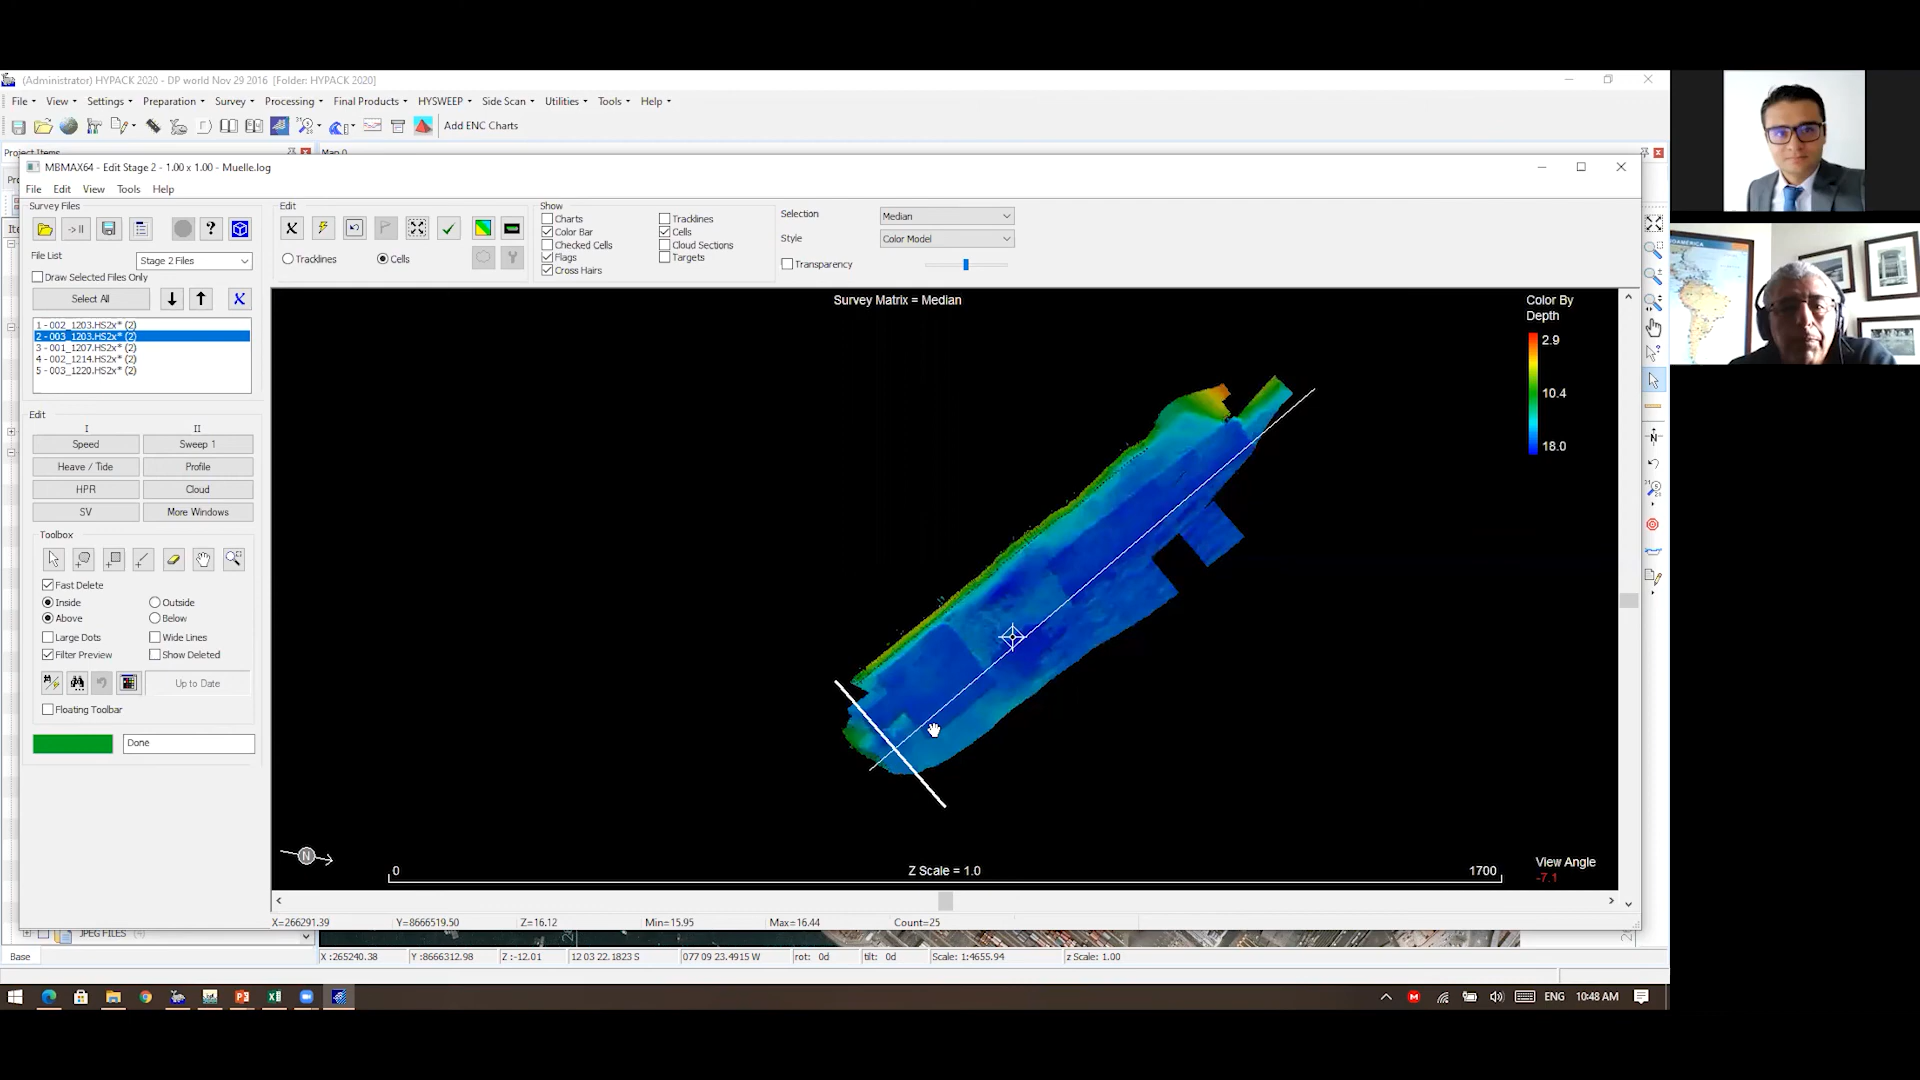 (Administrator) HYPACK 2020 - DP world Nov 29 2016 [Folder: HYPACK 2020]
File View Settings Preparation Survey Processing Final Products HYSWEEP Side Scan Utilities Tools Help
Add ENC Charts
MBMAX64 - Edit Stage 2 - 1.00 x 1.00 - Muelle.log
File Edit View Tools Help
Survey Files
File List
Stage 2 Files
Draw Selected Files Only
Select All
1 - 002_1203.HS2x* (2)
2 - 003_1203.HS2x* (2)
3 - 001_1207.HS2x* (2)
4 - 002_1214.HS2x* (2)
5 - 003_1220.HS2x* (2)
Edit
I II
Speed Sweep 1
Heave / Tide Profile
HPR Cloud
SV More Windows
Toolbox
Fast Delete
Inside Outside
Above Below
Large Dots Wide Lines
Filter Preview Show Deleted
Up to Date
Floating Toolbar
Done
Edit
Tracklines Cells
Show
Charts Tracklines
Color Bar Cells
Checked Cells Cloud Sections
Flags Targets
Cross Hairs
Selection Median
Style Color Model
Transparency
Survey Matrix = Median
Color By
Depth
2.9
10.4
18.0
N
0 Z Scale = 1.0 1700
View Angle
-7.1
X=266291.39 Y=8666519.50 Z=16.12 Min=15.95 Max=16.44 Count=25
JPEG FILES (4)
Base X :265240.38 Y :8666312.98 Z :-12.01 12 03 22.1823 S 077 09 23.4915 W rot: 0d tilt: 0d Scale: 1:4655.94 z Scale: 1.00
ENG 10:48 AM